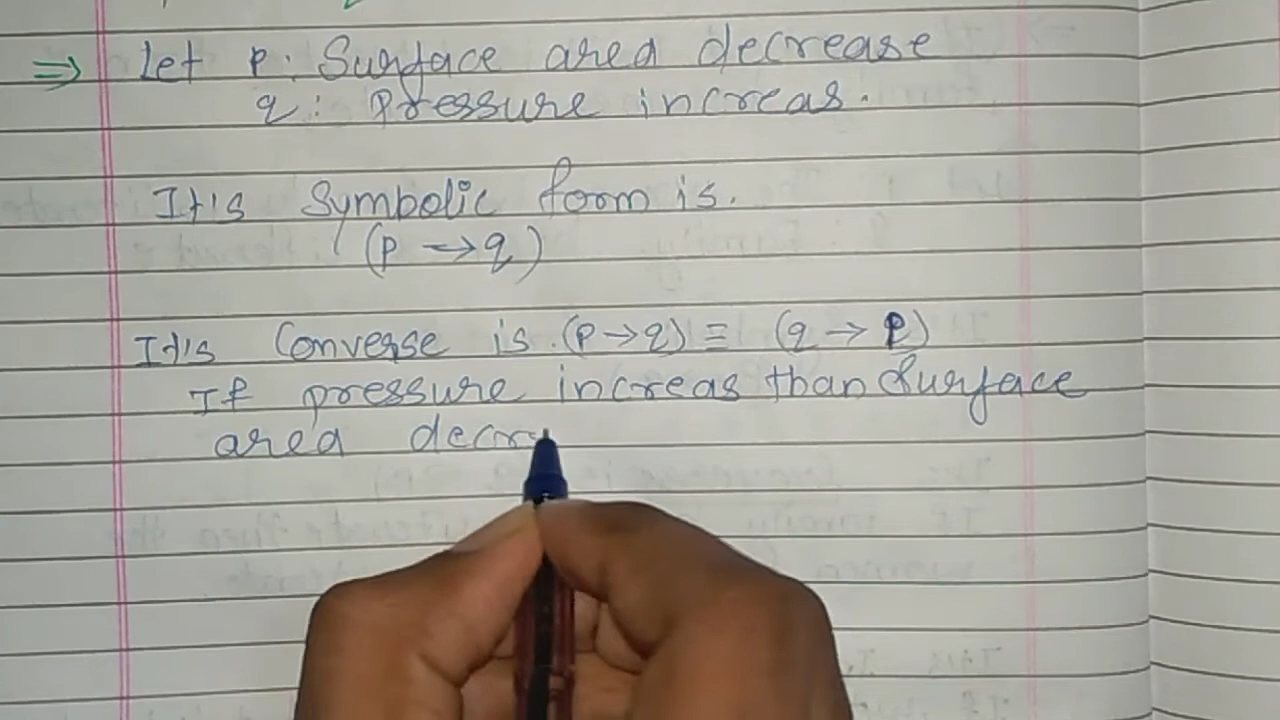 ⇒ Let p: Surface area decrease
q: Pressure increas.
It's Symbolic form is.
(p → q)
It's Converse is. (p → q) ≡ (q → p)
If pressure increas than Surface
area decre